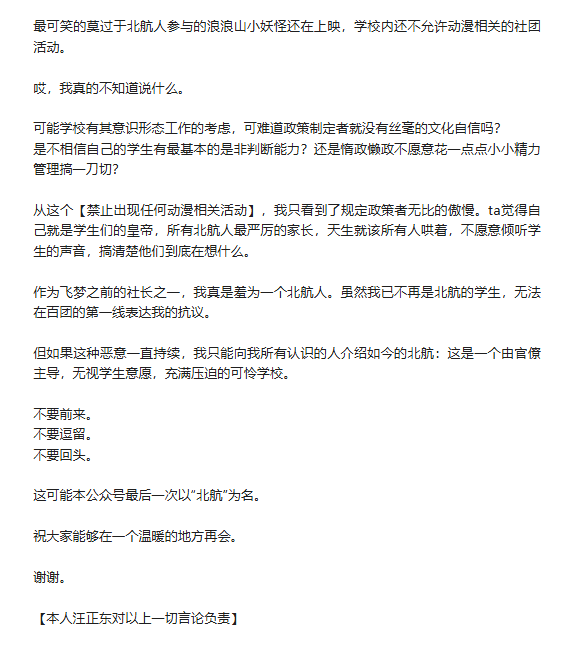 最可笑的莫过于北航人参与的浪浪山小妖怪还在上映，学校内还不允许动漫相关的社团
活动。
哎，我真的不知道说什么。
可能学校有其意识形态工作的考虑，可难道政策制定者就没有丝毫的文化自信吗？
是不相信自己的学生有最基本的是非判断能力？还是惰政懒政不愿意花一点点小小精力
管理搞一刀切？
从这个【禁止出现任何动漫相关活动】，我只看到了规定政策者无比的傲慢。ta觉得自
己就是学生们的皇帝，所有北航人最严厉的家长，天生就该所有人哄着，不愿意倾听学
生的声音，搞清楚他们到底在想什么。
作为飞梦之前的社长之一，我真是羞为一个北航人。虽然我已不再是北航的学生，无法
在百团的第一线表达我的抗议。
但如果这种恶意一直持续，我只能向我所有认识的人介绍如今的北航：这是一个由官僚
主导，无视学生意愿，充满压迫的可怜学校。
不要前来。
不要逗留。
不要回头。
这可能本公众号最后一次以“北航”为名。
祝大家能够在一个温暖的地方再会。
谢谢。
【本人汪正东对以上一切言论负责】